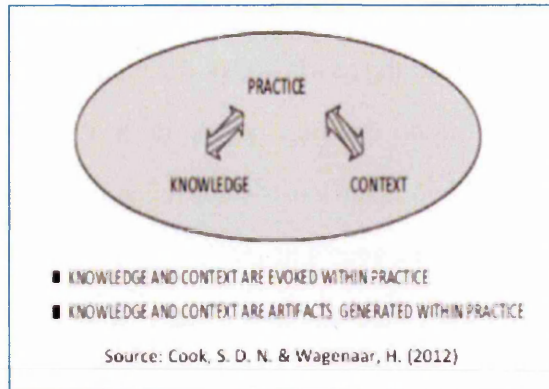 PRACTICE
KNOWLEDGE CONTEXT
■ KNOWLEDGE AND CONTEXT ARE EVOKED WITHIN PRACTICE
■ KNOWLEDGE AND CONTEXT ARE ARTIFACTS GENERATED WITHIN PRACTICE
Source: Cook, S. D. N. & Wagenaar, H. (2012)